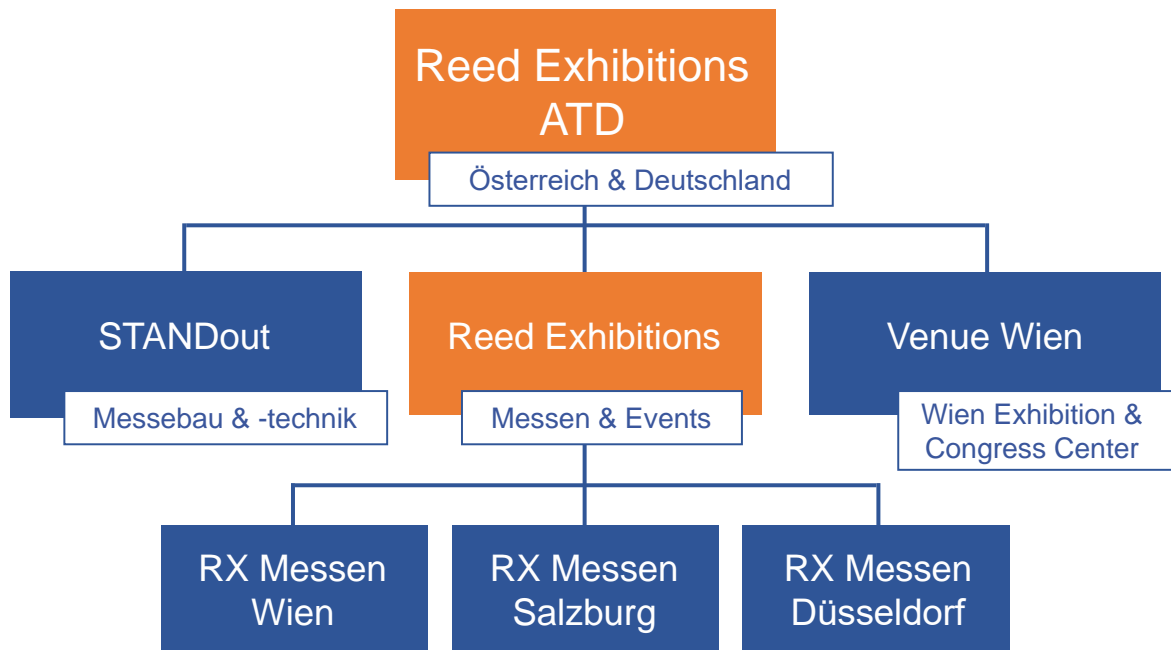 Reed Exhibitions
ATD
Österreich & Deutschland
STANDout
Messebau & -technik
Reed Exhibitions
Messen & Events
Venue Wien
Wien Exhibition &
Congress Center
RX Messen
Wien
RX Messen
Salzburg
RX Messen
Düsseldorf